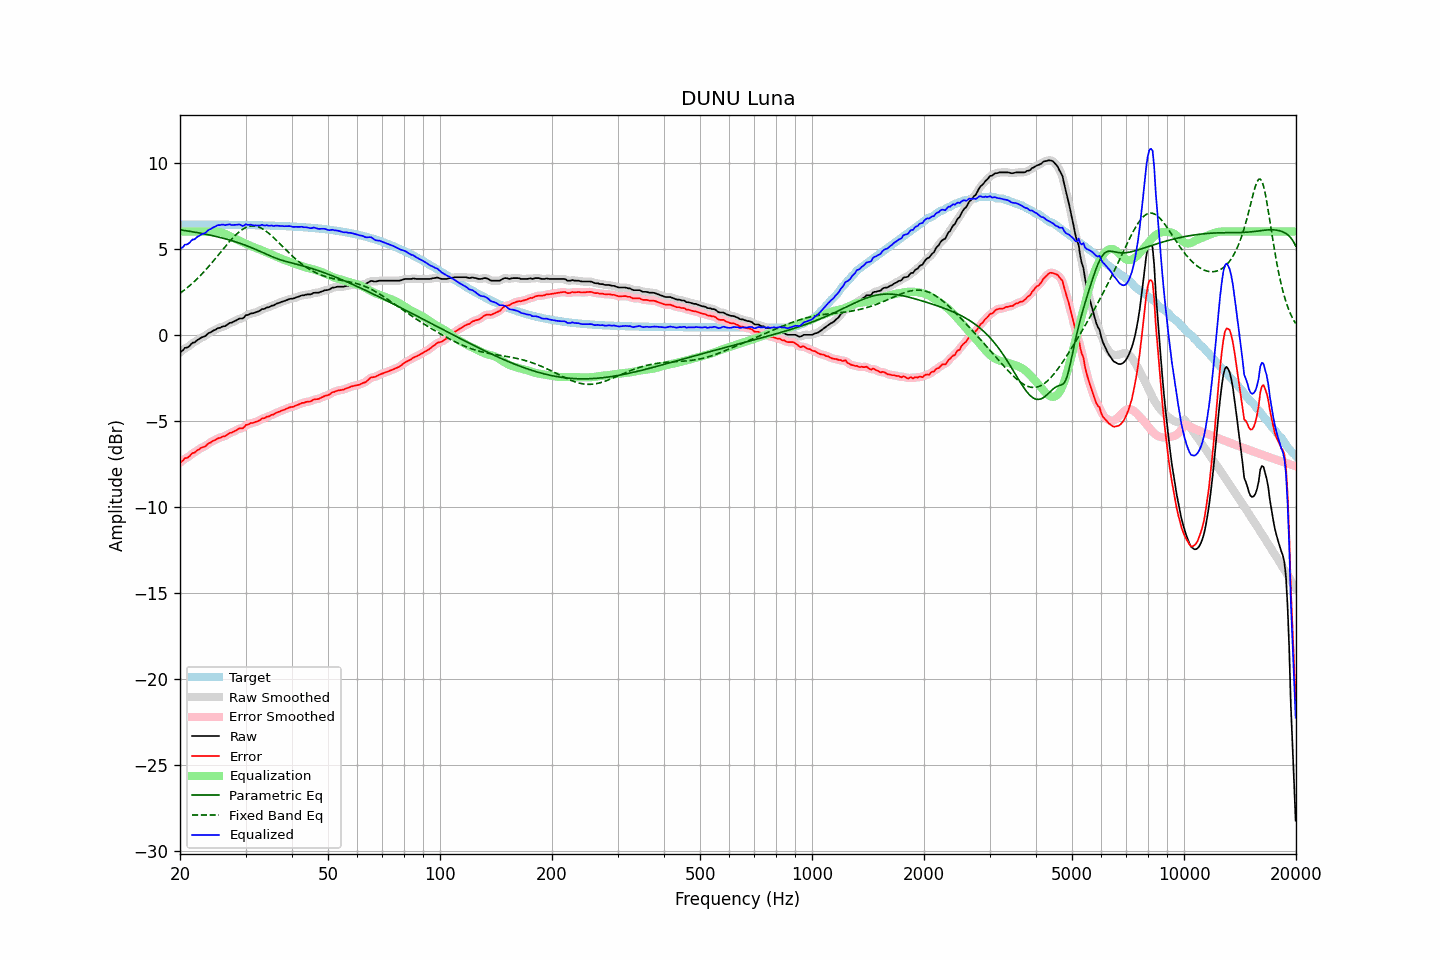 DUNU Luna
Amplitude (dBr)
10
5
0
−5
−10
−15
−20
−25
−30
Target
Raw Smoothed
Error Smoothed
Raw
Error
Equalization
Parametric Eq
Fixed Band Eq
Equalized
20 50 100 200 500 1000 2000 5000 10000 20000
Frequency (Hz)